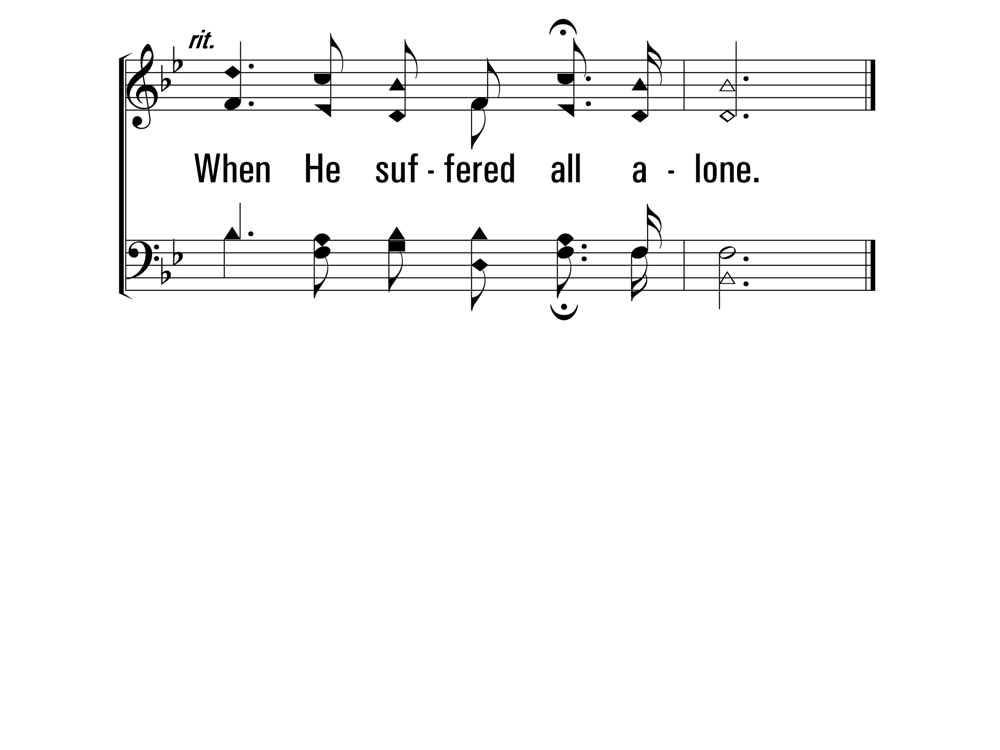 rit.
When He suf - fered all a - lone.